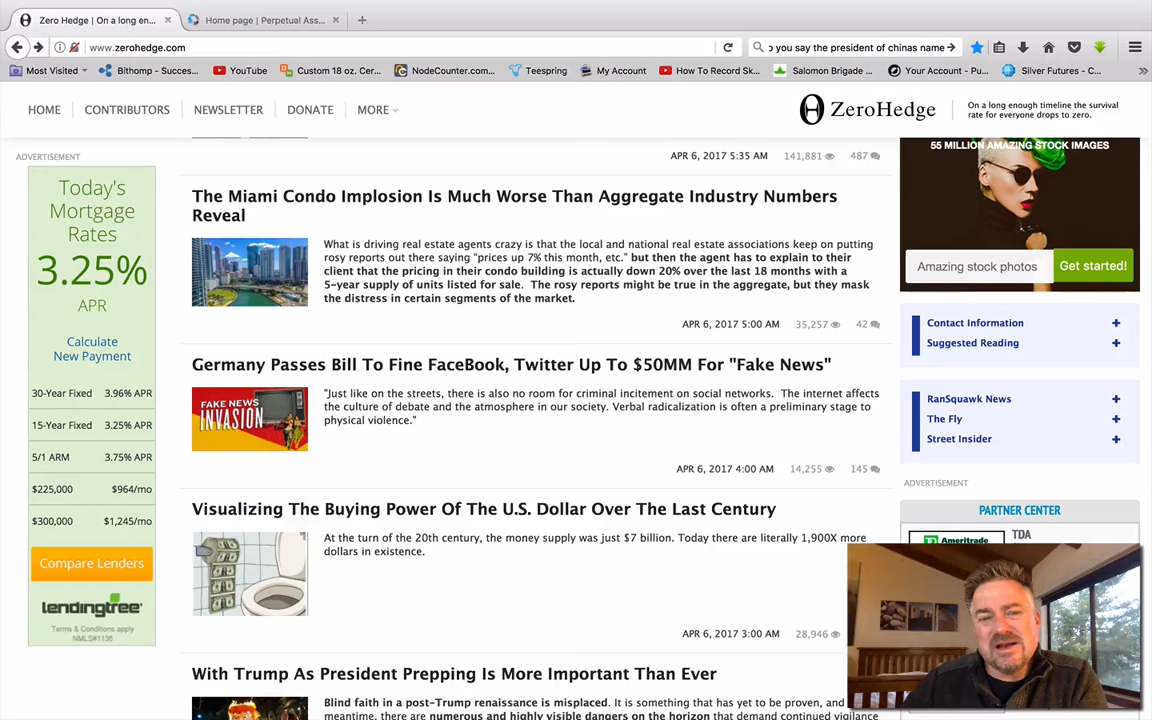 Zero Hedge | On a long en...
Home page | Perpetual Ass...
www.zerohedge.com
you say the president of chinas name
Most Visited
Bithomp - Succes...
YouTube
Custom 18 oz. Cer...
NodeCounter.com...
Teespring
My Account
How To Record Sk...
Salomon Brigade ...
Your Account - Pu...
Silver Futures - C...
HOME
CONTRIBUTORS
NEWSLETTER
DONATE
MORE
ZeroHedge
On a long enough timeline the survival
rate for everyone drops to zero.
ADVERTISEMENT
Today's
Mortgage
Rates
3.25%
APR
Calculate
New Payment
30-Year Fixed 3.96% APR
15-Year Fixed 3.25% APR
5/1 ARM 3.75% APR
$225,000 $964/mo
$300,000 $1,245/mo
Compare Lenders
lendingtree
Terms & Conditions apply
NMLS#1136
APR 6, 2017 5:35 AM 141,881 487
The Miami Condo Implosion Is Much Worse Than Aggregate Industry Numbers
Reveal
What is driving real estate agents crazy is that the local and national real estate associations keep on putting
rosy reports out there saying "prices up 7% this month, etc." but then the agent has to explain to their
client that the pricing in their condo building is actually down 20% over the last 18 months with a
5-year supply of units listed for sale. The rosy reports might be true in the aggregate, but they mask
the distress in certain segments of the market.
APR 6, 2017 5:00 AM 35,257 42
Germany Passes Bill To Fine FaceBook, Twitter Up To $50MM For "Fake News"
FAKE NEWS
INVASION
"Just like on the streets, there is also no room for criminal incitement on social networks. The internet affects
the culture of debate and the atmosphere in our society. Verbal radicalization is often a preliminary stage to
physical violence."
APR 6, 2017 4:00 AM 14,255 145
Visualizing The Buying Power Of The U.S. Dollar Over The Last Century
At the turn of the 20th century, the money supply was just $7 billion. Today there are literally 1,900X more
dollars in existence.
APR 6, 2017 3:00 AM 28,946
With Trump As President Prepping Is More Important Than Ever
Blind faith in a post-Trump renaissance is misplaced. It is something that has yet to be proven, and
meantime, there are numerous and highly visible dangers on the horizon that demand continued vigilance
55 MILLION AMAZING STOCK IMAGES
Amazing stock photos
Get started!
Contact Information +
Suggested Reading +
RanSquawk News +
The Fly +
Street Insider +
ADVERTISEMENT
PARTNER CENTER
Ameritrade
TDA